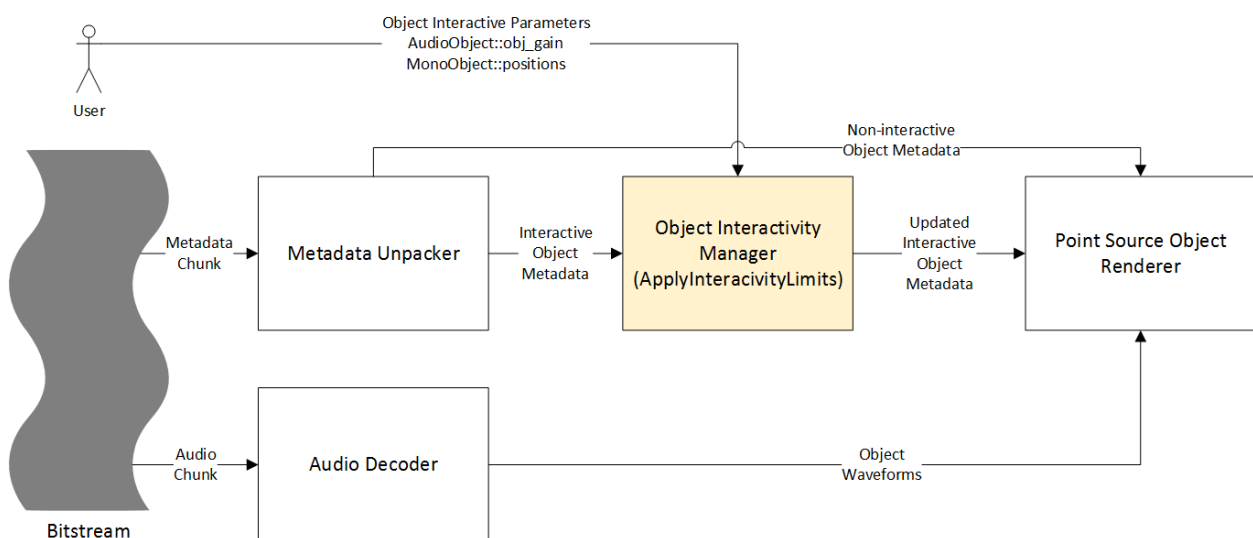 Object Interactive Parameters
AudioObject::obj_gain
MonoObject::positions
User
Non-interactive
Object Metadata
Metadata
Chunk
Metadata Unpacker
Interactive
Object
Metadata
Object Interactivity
Manager
(ApplyInteracivityLimits)
Updated
Interactive
Object
Metadata
Point Source Object
Renderer
Audio
Chunk
Audio Decoder
Object
Waveforms
Bitstream